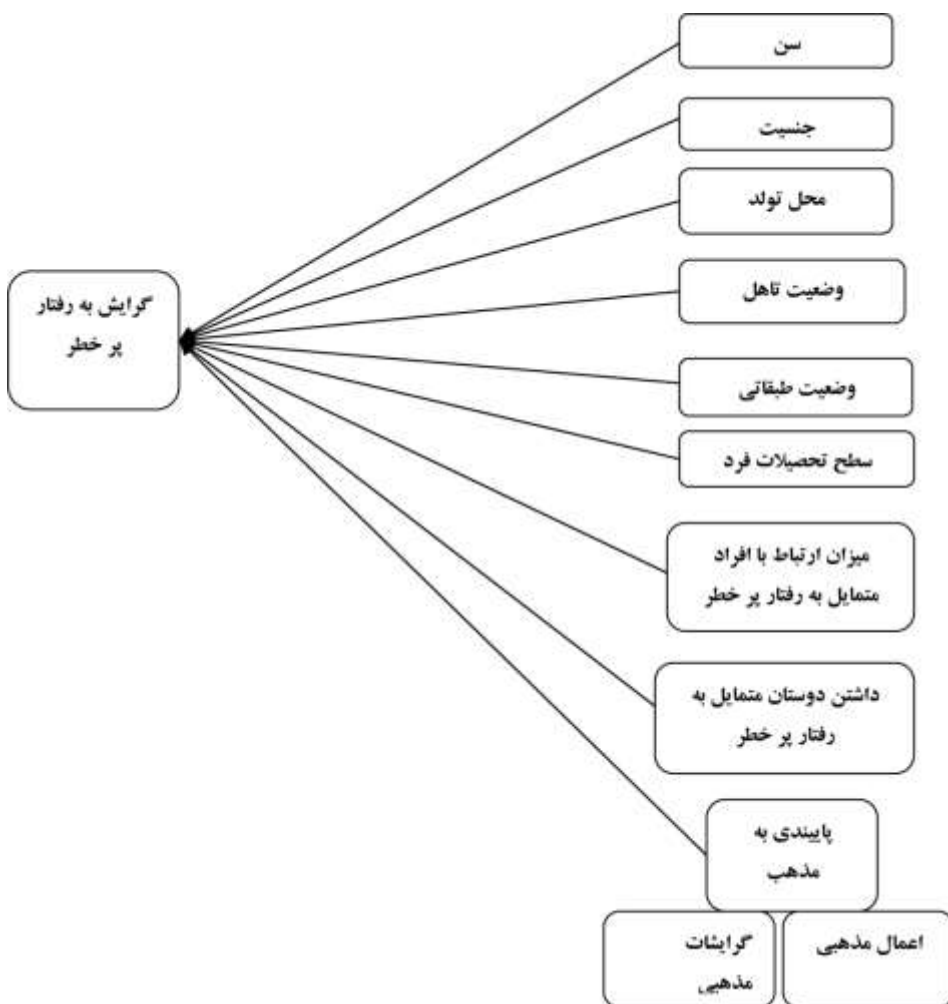 سن
جنسیت
محل تولد
وضعیت تاهل
گرایش به رفتار
پر خطر
وضعیت طبقاتی
سطح تحصیلات فرد
میزان ارتباط با افراد
متمایل به رفتار پر خطر
داشتن دوستان متمایل به
رفتار پر خطر
پایبندی به
مذهب
اعمال مذهبی
گرایشات
مذهبی